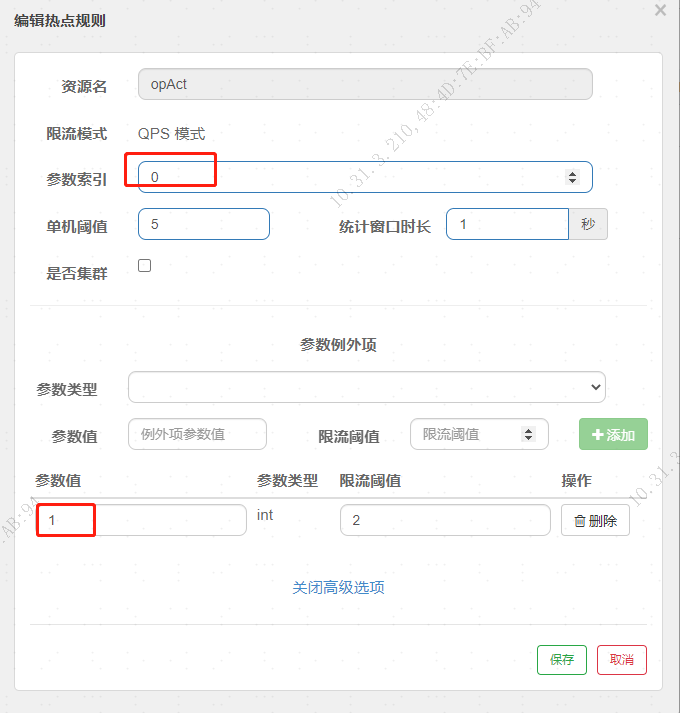 编辑热点规则
×
资源名 opAct
限流模式 QPS 模式
参数索引 0
单机阈值 5 统计窗口时长 1 秒
是否集群
参数例外项
参数类型
参数值 例外项参数值 限流阈值 限流阈值 添加
参数值 参数类型 限流阈值 操作
1 int 2 删除
关闭高级选项
保存 取消
10.31.3.210,48:4D:7E:BF:AB:94
10.31.3
AB:94